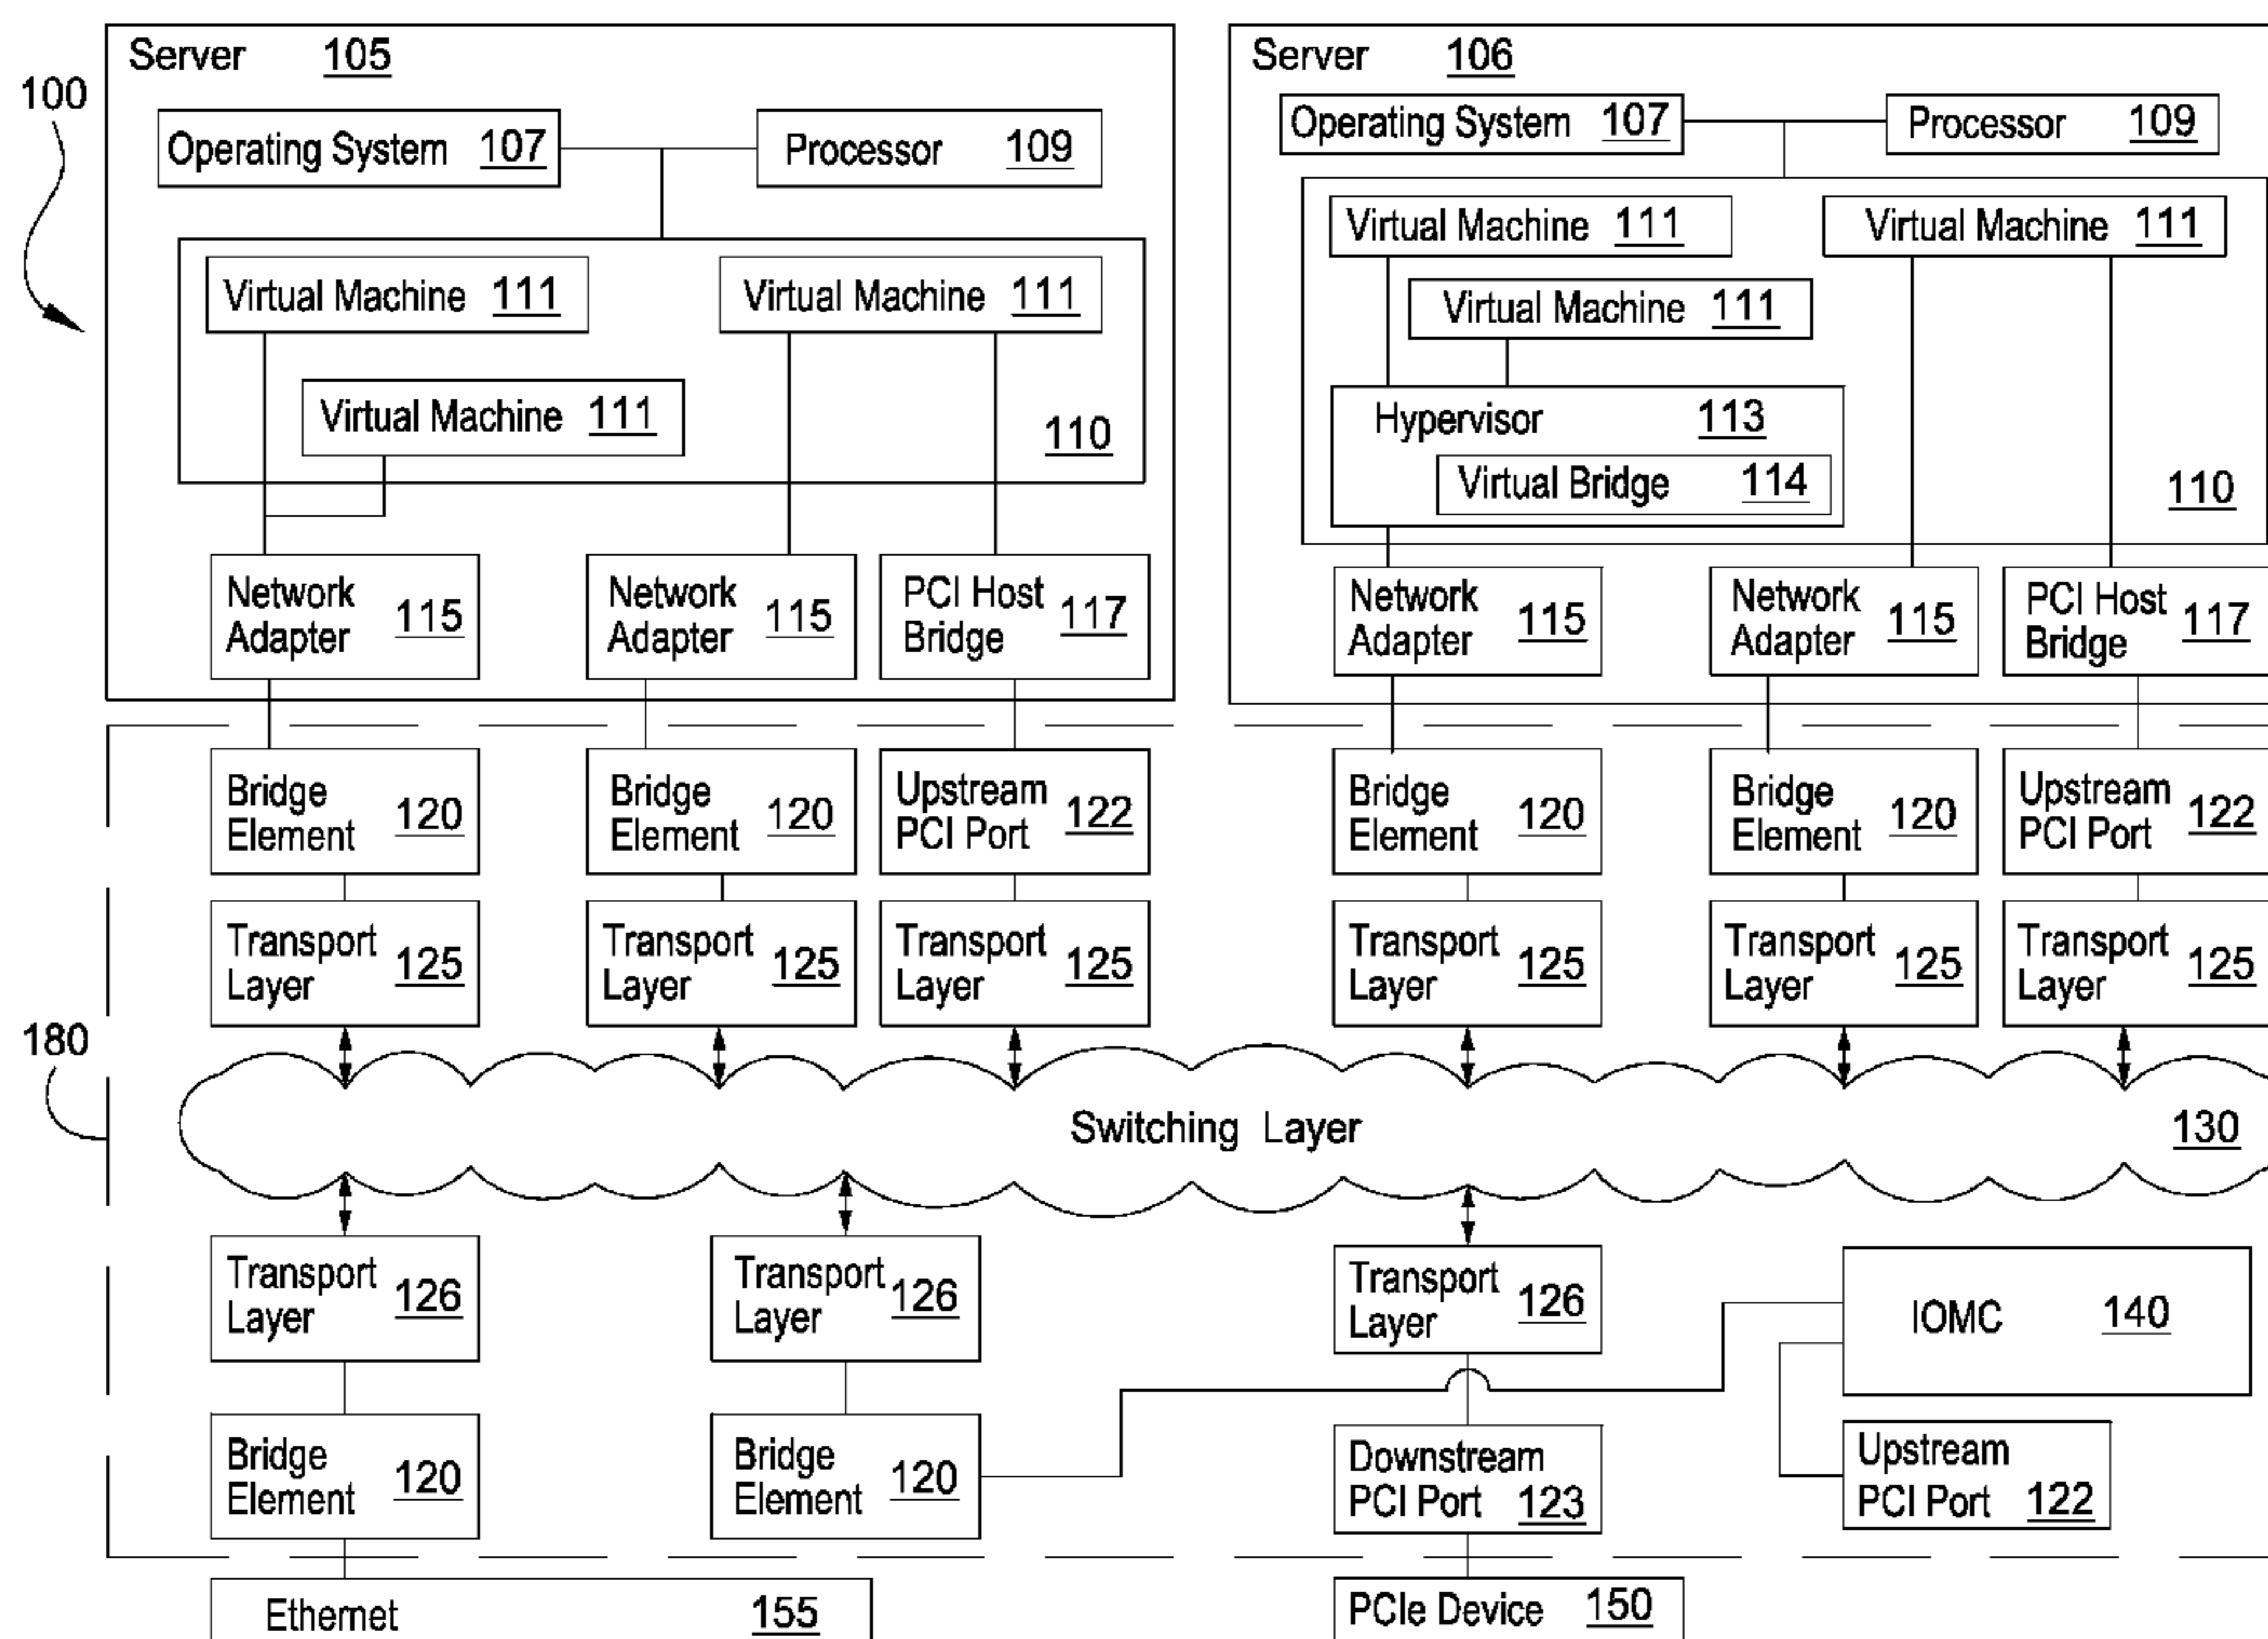 Server 105
Server 106
100
Operating System 107
Processor 109
Operating System 107
Processor 109
Virtual Machine 111
Virtual Machine 111
Virtual Machine 111
110
Virtual Machine 111
Virtual Machine 111
Virtual Machine 111
Hypervisor 113
Virtual Bridge 114
110
Network
Adapter 115
Network
Adapter 115
PCI Host
Bridge 117
Network
Adapter 115
Network
Adapter 115
PCI Host
Bridge 117
Bridge
Element 120
Bridge
Element 120
Upstream
PCI Port 122
Bridge
Element 120
Bridge
Element 120
Upstream
PCI Port 122
Transport
Layer 125
Transport
Layer 125
Transport
Layer 125
Transport
Layer 125
Transport
Layer 125
Transport
Layer 125
180
Switching Layer 130
Transport
Layer 126
Transport
Layer 126
Transport
Layer 126
IOMC 140
Bridge
Element 120
Bridge
Element 120
Downstream
PCI Port 123
Upstream
PCI Port 122
Ethernet 155
PCIe Device 150